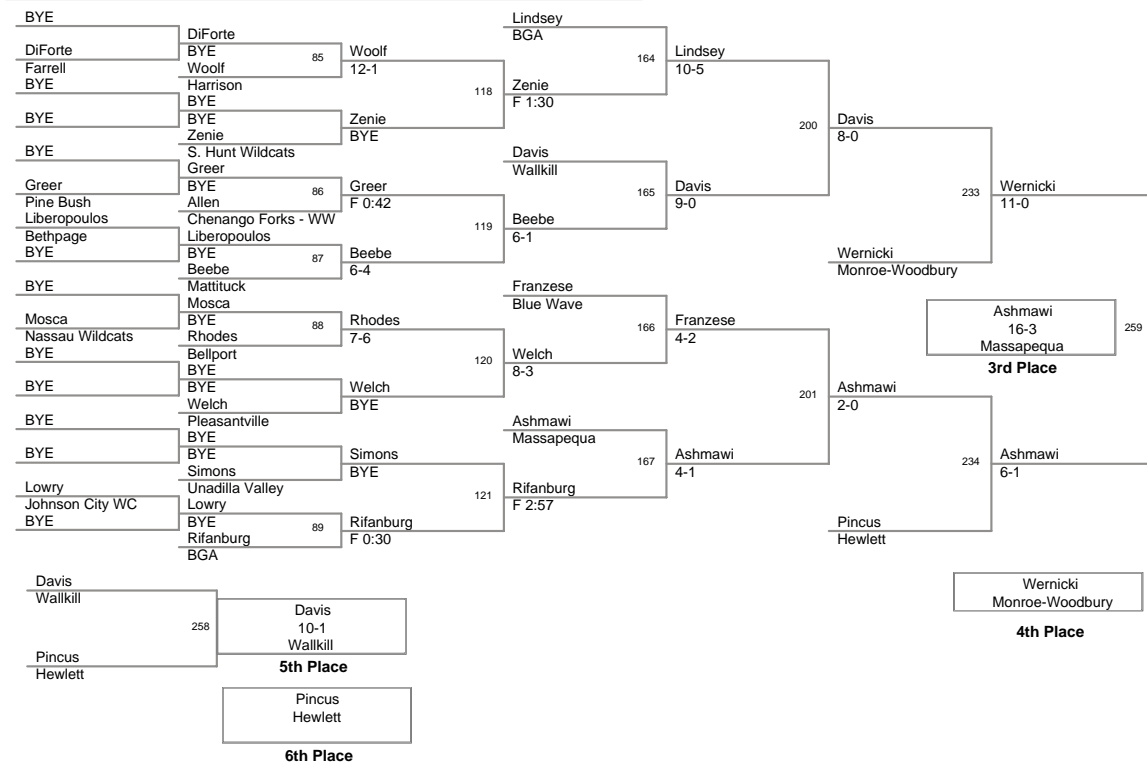 BYE
DiForte
Farrell
BYE
BYE
BYE
Greer
Pine Bush
Liberopoulos
Bethpage
BYE
BYE
Mosca
Nassau Wildcats
BYE
BYE
BYE
BYE
Lowry
Johnson City WC
BYE
DiForte
BYE
85
Woolf
Harrison
BYE
BYE
Zenie
S. Hunt Wildcats
Greer
BYE
86
Allen
Chenango Forks - WW
Liberopoulos
BYE
87
Beebe
Mattituck
Mosca
BYE
88
Rhodes
Bellport
BYE
BYE
Welch
Pleasantville
BYE
BYE
Simons
Unadilla Valley
Lowry
BYE
89
Rifanburg
BGA
Woolf
12-1
118
Zenie
BYE
Greer
F 0:42
119
Beebe
6-4
Rhodes
7-6
120
Welch
BYE
Simons
BYE
121
Rifanburg
F 0:30
Lindsey
BGA
164
Zenie
F 1:30
Davis
Wallkill
165
Beebe
6-1
Franzese
Blue Wave
166
Welch
8-3
Ashmawi
Massapequa
167
Rifanburg
F 2:57
Lindsey
10-5
200
Davis
9-0
Franzese
4-2
201
Ashmawi
4-1
Davis
8-0
233
Wernicki
Monroe-Woodbury
Ashmawi
2-0
234
Pincus
Hewlett
Wernicki
11-0
Ashmawi
16-3
Massapequa
259
3rd Place
Ashmawi
6-1
Wernicki
Monroe-Woodbury
4th Place
Davis
Wallkill
258
Pincus
Hewlett
Davis
10-1
Wallkill
5th Place
Pincus
Hewlett
6th Place